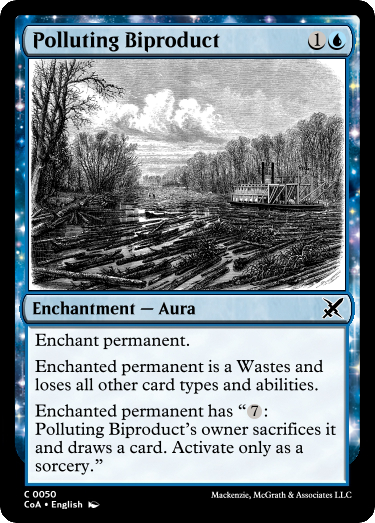 Polluting Biproduct 1
Enchantment — Aura
Enchant permanent.
Enchanted permanent is a Wastes and
loses all other card types and abilities.
Enchanted permanent has “7:
Polluting Biproduct’s owner sacrifices it
and draws a card. Activate only as a
sorcery.”
C 0050
CoA • English
Mackenzie, McGrath & Associates LLC